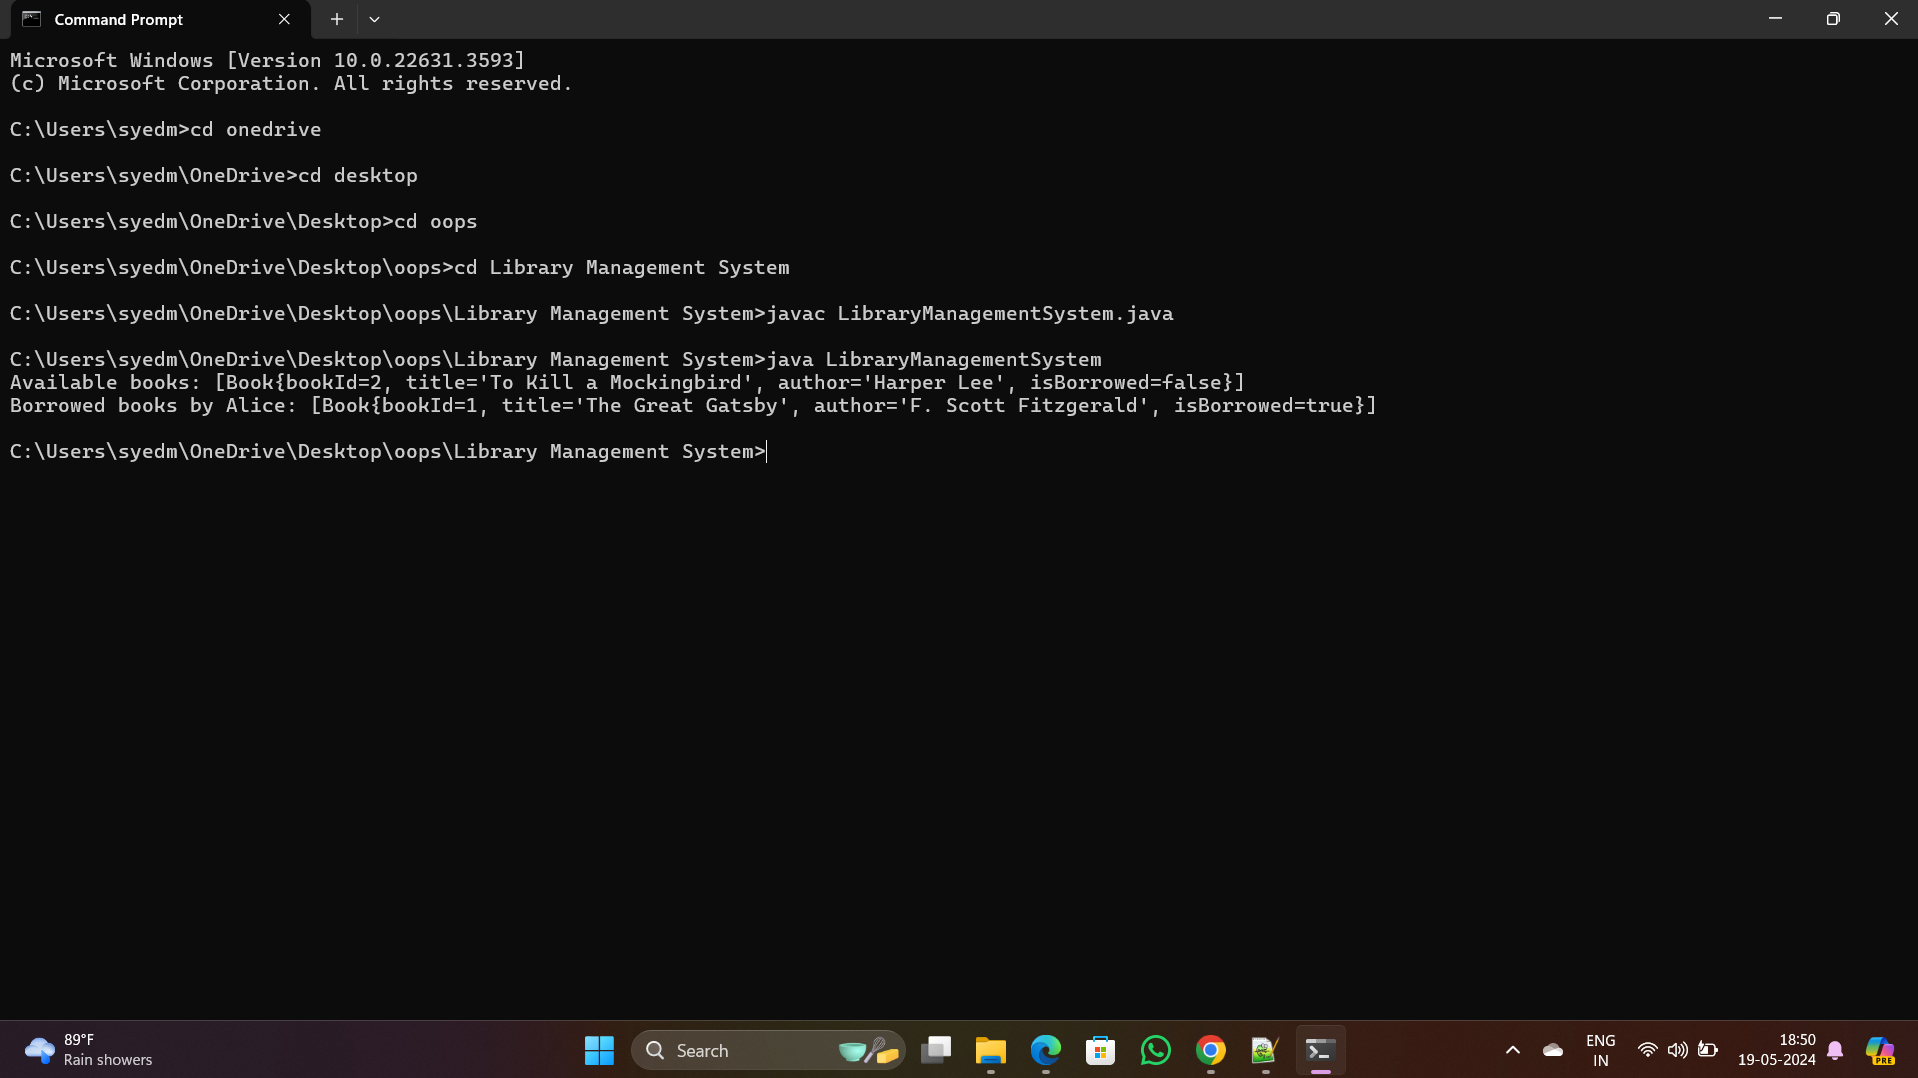 Command Prompt
Microsoft Windows [Version 10.0.22631.3593]
(c) Microsoft Corporation. All rights reserved.
C:\Users\syedm>cd onedrive
C:\Users\syedm\OneDrive>cd desktop
C:\Users\syedm\OneDrive\Desktop>cd oops
C:\Users\syedm\OneDrive\Desktop\oops>cd Library Management System
C:\Users\syedm\OneDrive\Desktop\oops\Library Management System>javac LibraryManagementSystem.java
C:\Users\syedm\OneDrive\Desktop\oops\Library Management System>java LibraryManagementSystem
Available books: [Book{bookId=2, title='To Kill a Mockingbird', author='Harper Lee', isBorrowed=false}]
Borrowed books by Alice: [Book{bookId=1, title='The Great Gatsby', author='F. Scott Fitzgerald', isBorrowed=true}]
C:\Users\syedm\OneDrive\Desktop\oops\Library Management System>
89°F
Rain showers
Search
ENG
IN
18:50
19-05-2024
PRE